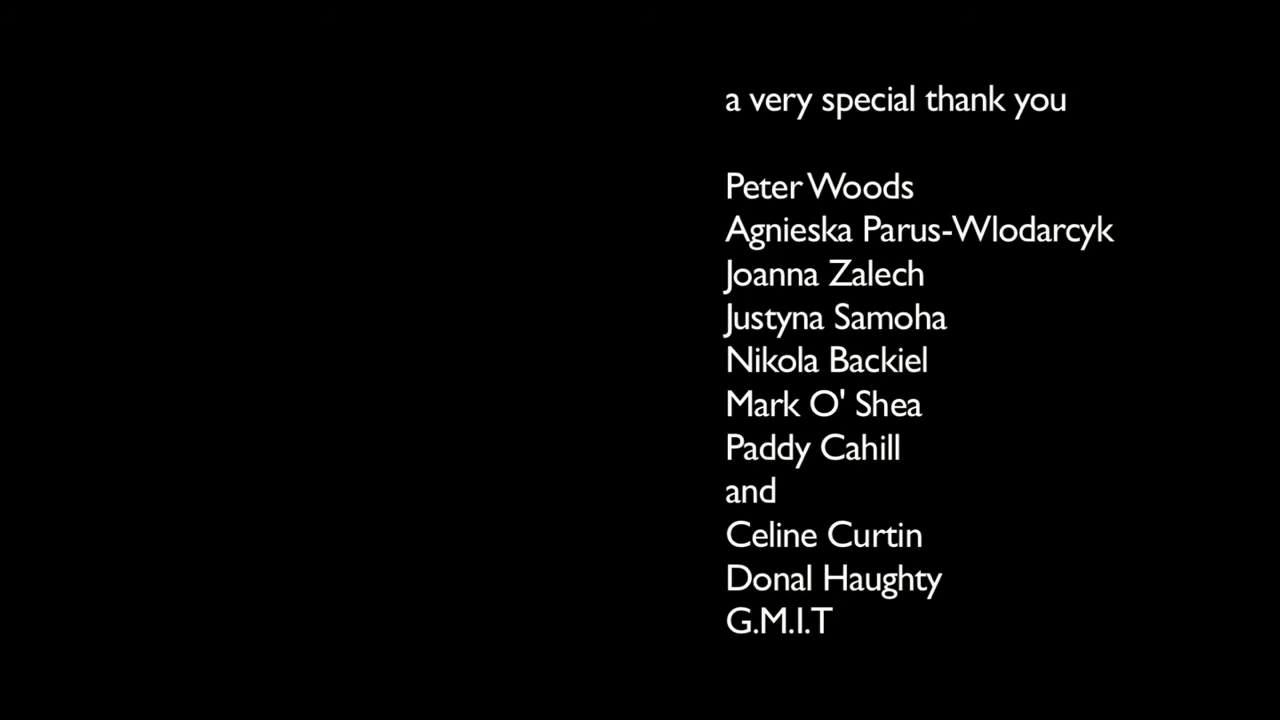 a very special thank you
Peter Woods
Agnieska Parus-Wlodarcyk
Joanna Zalech
Justyna Samoha
Nikola Backiel
Mark O' Shea
Paddy Cahill
and
Celine Curtin
Donal Haughty
G.M.I.T